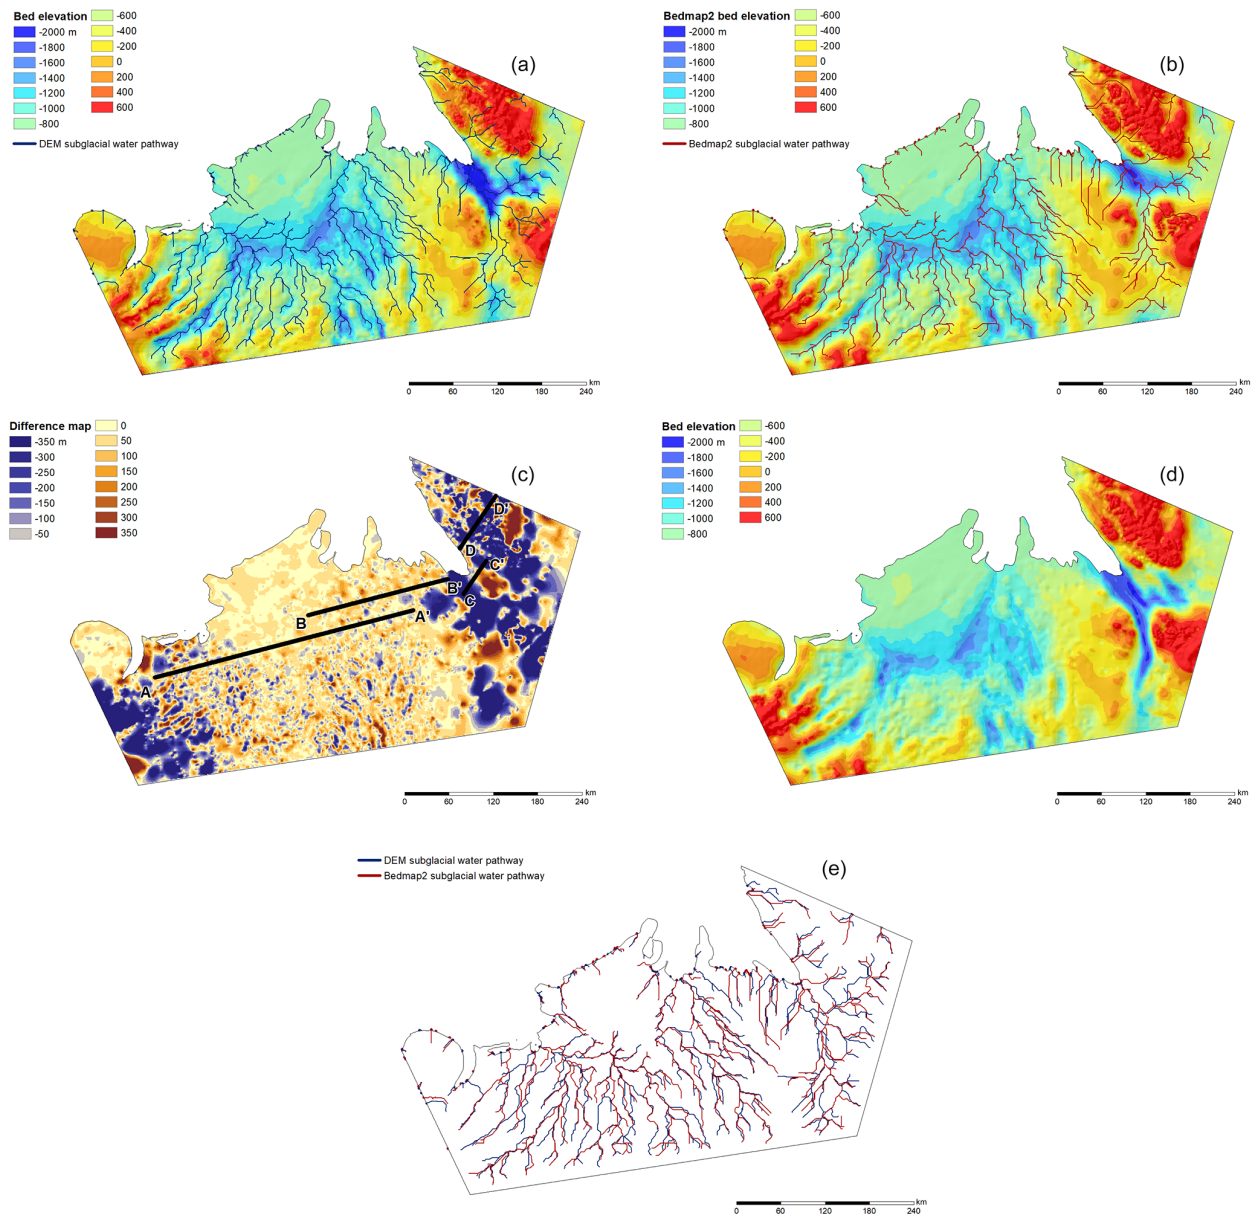 Bed elevation
-2000 m
-1800
-1600
-1400
-1200
-1000
-800
-600
-400
-200
0
200
400
600
DEM subglacial water pathway
(a)
0 60 120 180 240 km
Bedmap2 bed elevation
-2000 m
-1800
-1600
-1400
-1200
-1000
-800
-600
-400
-200
0
200
400
600
Bedmap2 subglacial water pathway
(b)
0 60 120 180 240 km
Difference map
-350 m
-300
-250
-200
-150
-100
-50
0
50
100
150
200
250
300
350
(c)
D'
D
C'
B'
C
A'
B
A
0 60 120 180 240 km
Bed elevation
-2000 m
-1800
-1600
-1400
-1200
-1000
-800
-600
-400
-200
0
200
400
600
(d)
0 60 120 180 240 km
DEM subglacial water pathway
Bedmap2 subglacial water pathway
(e)
0 60 120 180 240 km